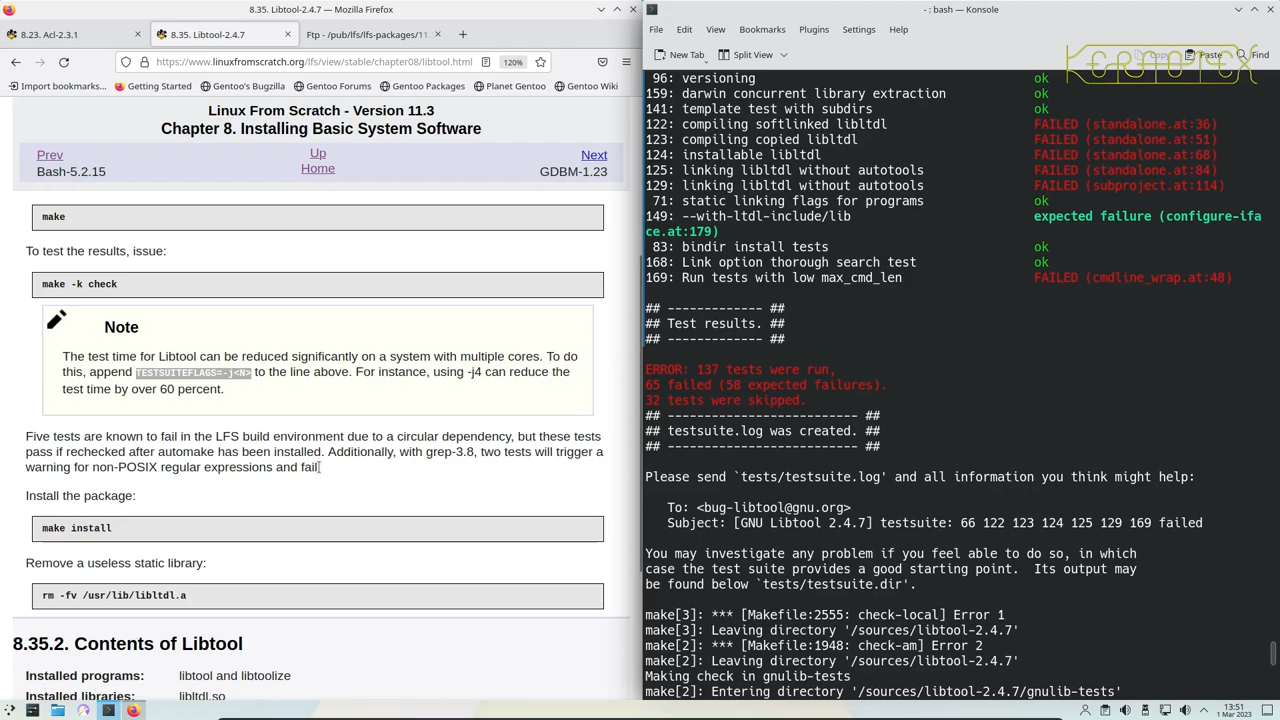 8.35. Libtool-2.4.7 — Mozilla Firefox
8.23. Acl-2.3.1
8.35. Libtool-2.4.7
Ftp - /pub/lfs/lfs-packages/11.
https://www.linuxfromscratch.org/lfs/view/stable/chapter08/libtool.html
120%
Import bookmarks...
Getting Started
Gentoo's Bugzilla
Gentoo Forums
Gentoo Packages
Planet Gentoo
Gentoo Wiki
Linux From Scratch - Version 11.3
Chapter 8. Installing Basic System Software
Prev
Up
Next
Bash-5.2.15
Home
GDBM-1.23
make
To test the results, issue:
make -k check
Note
The test time for Libtool can be reduced significantly on a system with multiple cores. To do
this, append TESTSUITEFLAGS=-j<N> to the line above. For instance, using -j4 can reduce the
test time by over 60 percent.
Five tests are known to fail in the LFS build environment due to a circular dependency, but these tests
pass if rechecked after automake has been installed. Additionally, with grep-3.8, two tests will trigger a
warning for non-POSIX regular expressions and fail.
Install the package:
make install
Remove a useless static library:
rm -fv /usr/lib/libltdl.a
8.35.2. Contents of Libtool
Installed programs: libtool and libtoolize
Installed libraries: libltdl.so
- : bash — Konsole
File Edit View Bookmarks Plugins Settings Help
New Tab
Split View
Copy
Paste
Find
KERNOTEX
96: versioning ok
159: darwin concurrent library extraction ok
141: template test with subdirs ok
122: compiling softlinked libltdl FAILED (standalone.at:36)
123: compiling copied libltdl FAILED (standalone.at:51)
124: installable libltdl FAILED (standalone.at:68)
125: linking libltdl without autotools FAILED (standalone.at:84)
129: linking libltdl without autotools FAILED (subproject.at:114)
71: static linking flags for programs ok
149: --with-ltdl-include/lib expected failure (configure-ifa
ce.at:179)
83: bindir install tests ok
168: Link option thorough search test ok
169: Run tests with low max_cmd_len FAILED (cmdline_wrap.at:48)
## ------------- ##
## Test results. ##
## ------------- ##
ERROR: 137 tests were run,
65 failed (58 expected failures).
32 tests were skipped.
## -------------------------- ##
## testsuite.log was created. ##
## -------------------------- ##
Please send `tests/testsuite.log' and all information you think might help:
To: <bug-libtool@gnu.org>
Subject: [GNU Libtool 2.4.7] testsuite: 66 122 123 124 125 129 169 failed
You may investigate any problem if you feel able to do so, in which
case the test suite provides a good starting point.  Its output may
be found below `tests/testsuite.dir'.
make[3]: *** [Makefile:2555: check-local] Error 1
make[3]: Leaving directory '/sources/libtool-2.4.7'
make[2]: *** [Makefile:1948: check-am] Error 2
make[2]: Leaving directory '/sources/libtool-2.4.7'
Making check in gnulib-tests
make[2]: Entering directory '/sources/libtool-2.4.7/gnulib-tests'
13:51
1 Mar 2023